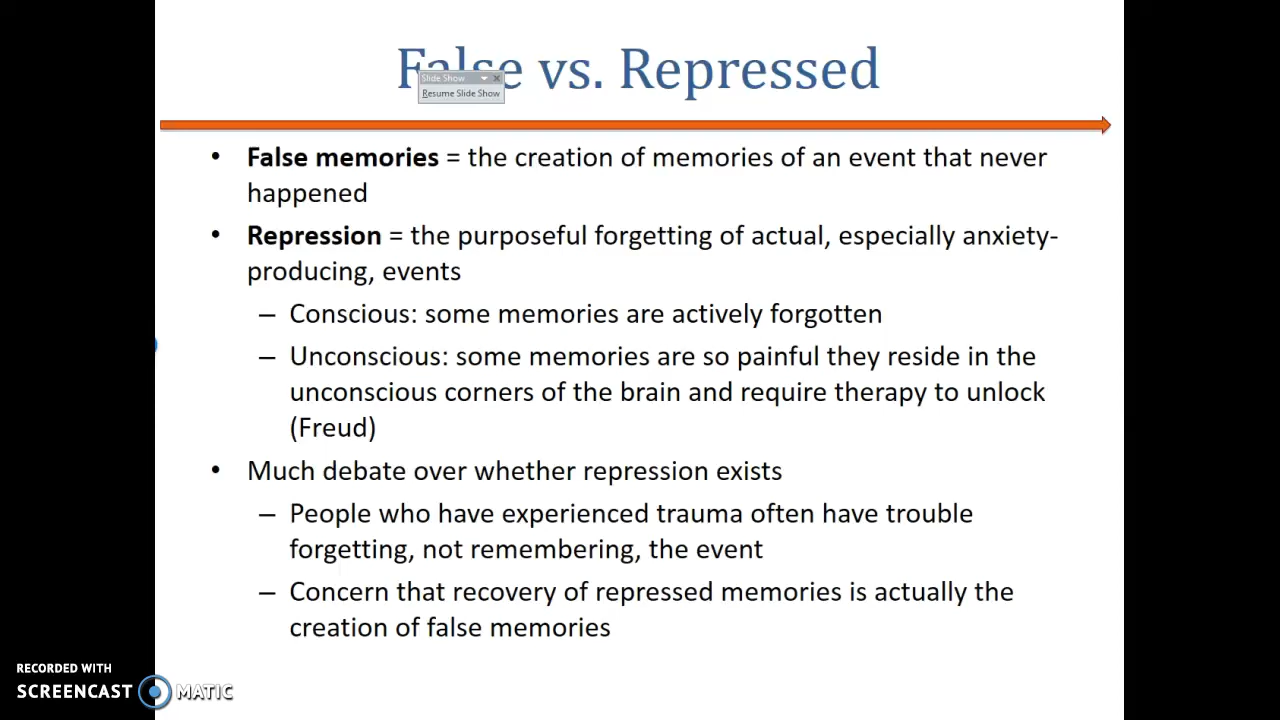 False vs. Repressed
Slide Show
Resume Slide Show
• False memories = the creation of memories of an event that never
happened
• Repression = the purposeful forgetting of actual, especially anxiety-
producing, events
– Conscious: some memories are actively forgotten
– Unconscious: some memories are so painful they reside in the
unconscious corners of the brain and require therapy to unlock
(Freud)
• Much debate over whether repression exists
– People who have experienced trauma often have trouble
forgetting, not remembering, the event
– Concern that recovery of repressed memories is actually the
creation of false memories
RECORDED WITH
SCREENCAST MATIC